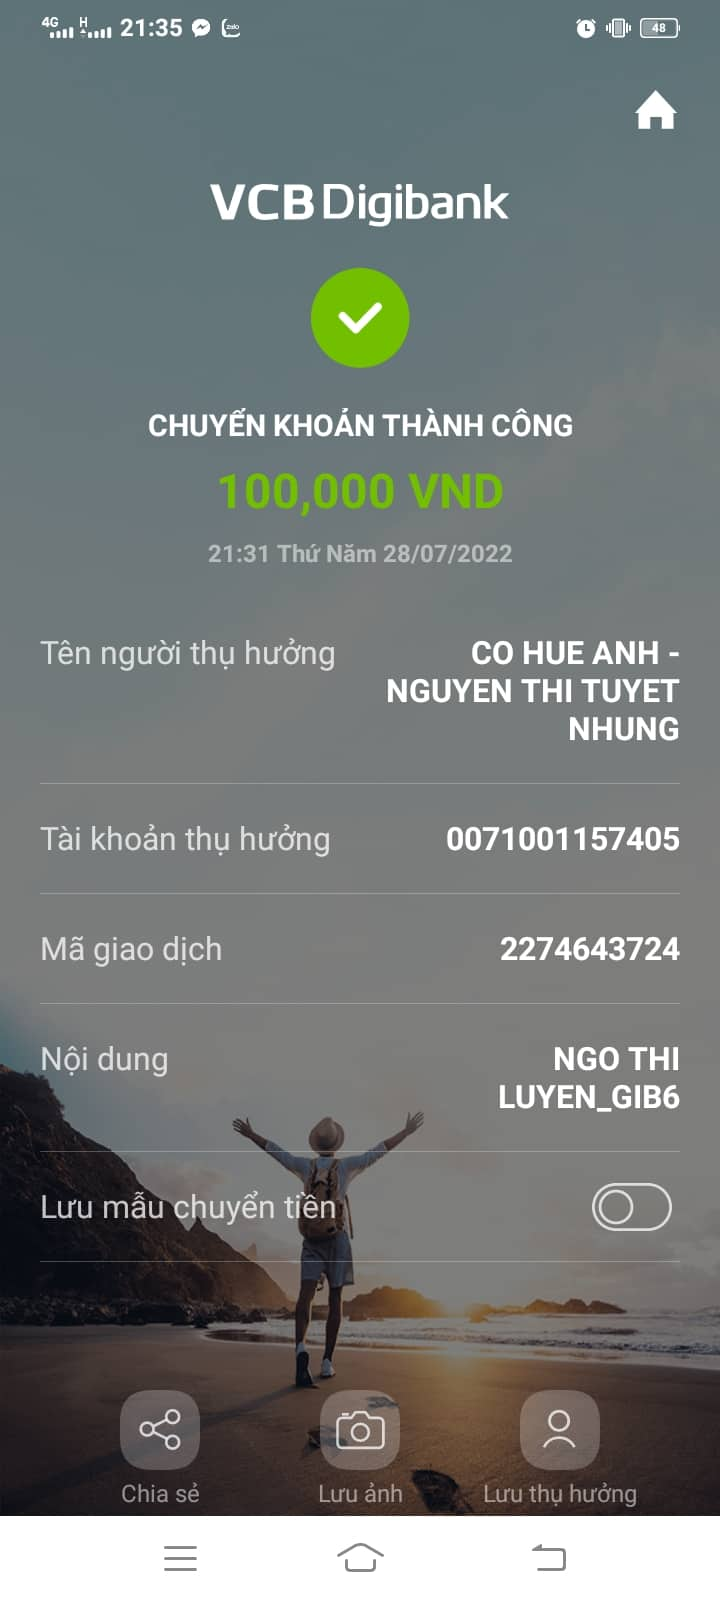 4G H 21:35 Zalo 48
VCB Digibank
CHUYỂN KHOẢN THÀNH CÔNG
100,000 VND
21:31 Thứ Năm 28/07/2022
Tên người thụ hưởng CO HUE ANH -
NGUYEN THI TUYET
NHUNG
Tài khoản thụ hưởng 0071001157405
Mã giao dịch 2274643724
Nội dung NGO THI
LUYEN_GIB6
Lưu mẫu chuyển tiền
Chia sẻ Lưu ảnh Lưu thụ hưởng